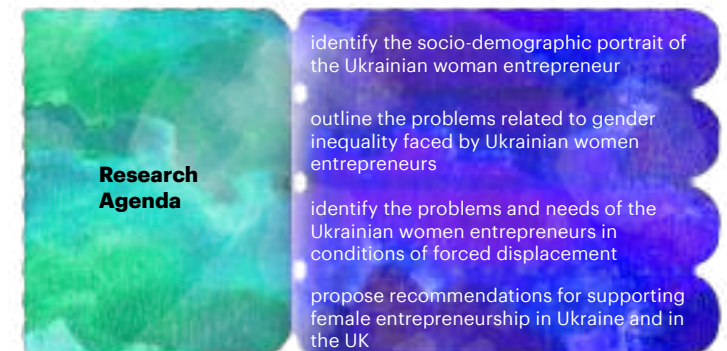 Research
Agenda
identify the socio-demographic portrait of
the Ukrainian woman entrepreneur
outline the problems related to gender
inequality faced by Ukrainian women
entrepreneurs
identify the problems and needs of the
Ukrainian women entrepreneurs in
conditions of forced displacement
propose recommendations for supporting
female entrepreneurship in Ukraine and in
the UK